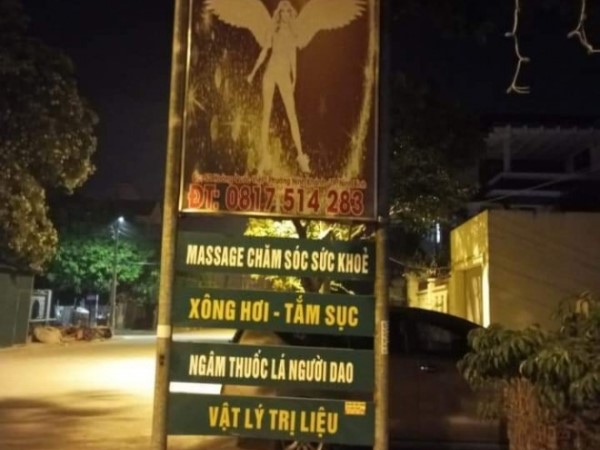 ĐT: 0817 514 283
MASSAGE CHĂM SÓC SỨC KHOẺ
XÔNG HƠI - TẮM SỤC
NGÂM THUỐC LÁ NGƯỜI DAO
VẬT LÝ TRỊ LIỆU